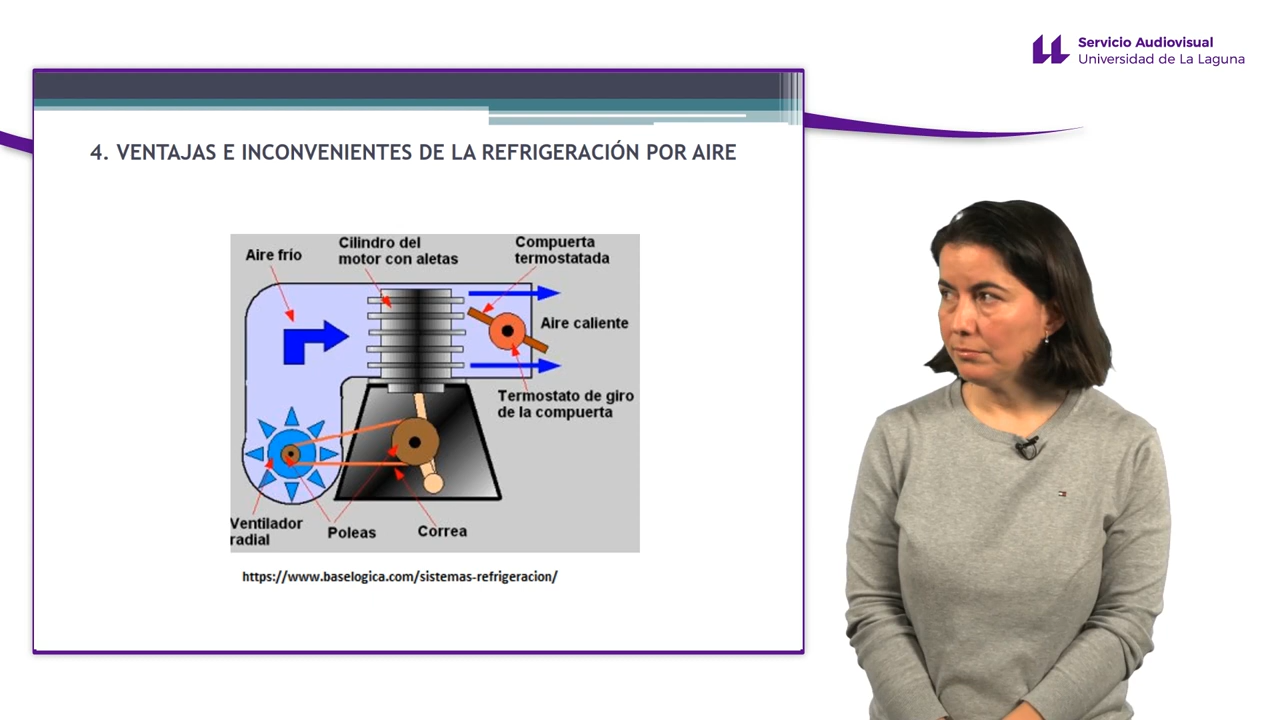 Servicio Audiovisual
Universidad de La Laguna
4. VENTAJAS E INCONVENIENTES DE LA REFRIGERACIÓN POR AIRE
Aire frío
Cilindro del
motor con aletas
Compuerta
termostatada
Aire caliente
Termostato de giro
de la compuerta
Ventilador
radial
Poleas
Correa
https://www.baselogica.com/sistemas-refrigeracion/